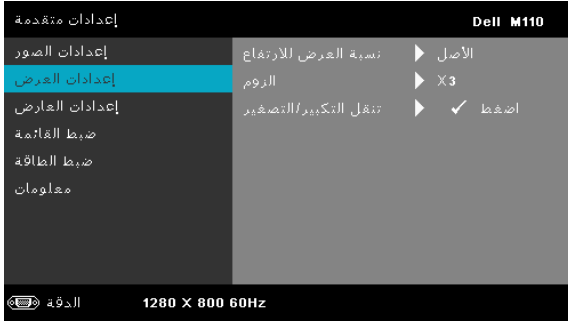 إعدادات متقدمة
Dell M110
إعدادات الصور
إعدادات العرض
إعدادات العارض
ضبط القائمة
ضبط الطاقة
معلومات
نسبة العرض للارتفاع ▶ الأصل
الزوم ▶ X3
تنقل التكبير/التصغير ▶ ✓ اضغط
الدقة 1280 X 800 60Hz